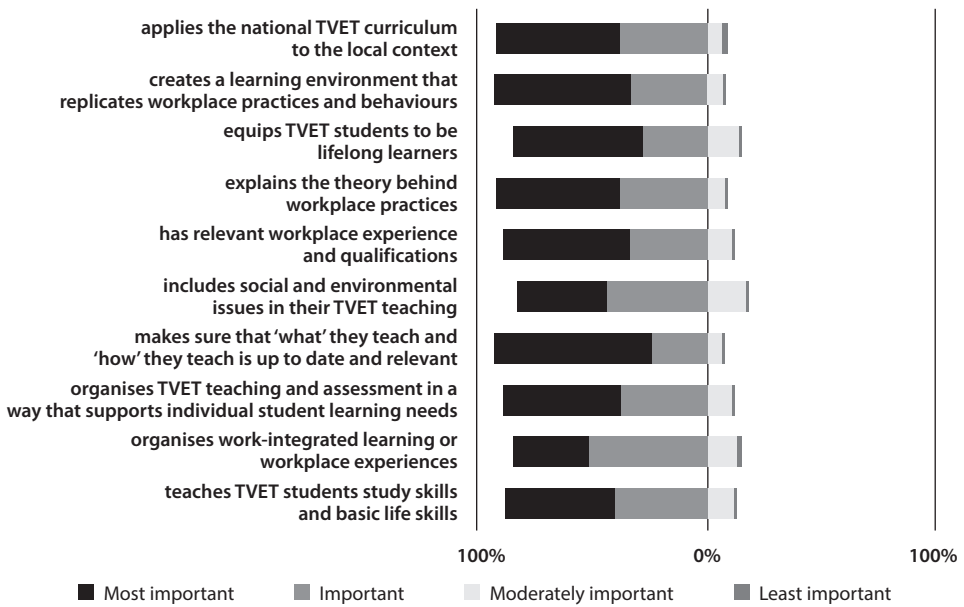 applies the national TVET curriculum
to the local context
creates a learning environment that
replicates workplace practices and behaviours
equips TVET students to be
lifelong learners
explains the theory behind
workplace practices
has relevant workplace experience
and qualifications
includes social and environmental
issues in their TVET teaching
makes sure that ‘what’ they teach and
‘how’ they teach is up to date and relevant
organises TVET teaching and assessment in a
way that supports individual student learning needs
organises work-integrated learning or
workplace experiences
teaches TVET students study skills
and basic life skills
100% 0% 100%
Most important Important Moderately important Least important